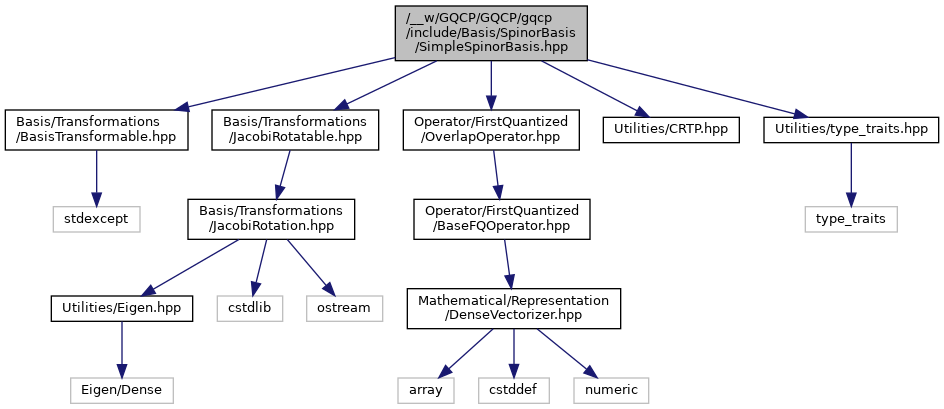 /__w/GQCP/GQCP/gqcp
/include/Basis/SpinorBasis
/SimpleSpinorBasis.hpp
Basis/Transformations
/BasisTransformable.hpp
Basis/Transformations
/JacobiRotatable.hpp
Operator/FirstQuantized
/OverlapOperator.hpp
Utilities/CRTP.hpp
Utilities/type_traits.hpp
stdexcept
Basis/Transformations
/JacobiRotation.hpp
Operator/FirstQuantized
/BaseFQOperator.hpp
type_traits
Utilities/Eigen.hpp
cstdlib
ostream
Mathematical/Representation
/DenseVectorizer.hpp
Eigen/Dense
array
cstddef
numeric